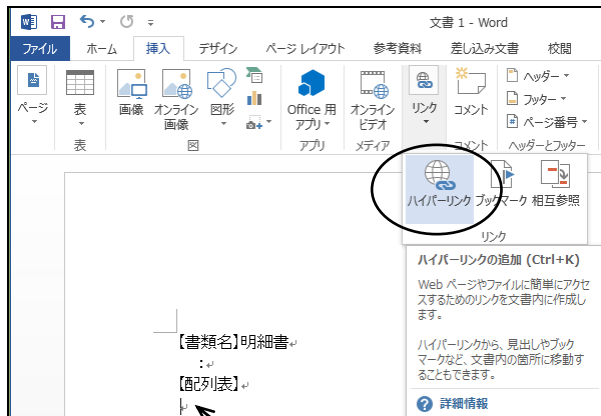 文書 1 - Word
ファイル ホーム 挿入 デザイン ページ レイアウト 参考資料 差し込み文書 校閲
ページ
表
画像
オンライン
画像
図形
Office 用
アプリ
オンライン
ビデオ
リンク
コメント
ヘッダー
フッター
ページ番号
表 図 アプリ メディア コメント ヘッダーとフッター
ハイパーリンク ブックマーク 相互参照
リンク
ハイパーリンクの追加 (Ctrl+K)
Web ページやファイルに簡単にアクセ
スするためのリンクを文書内に作成し
ます。
ハイパーリンクから、見出しやブック
マークなど、文書内の箇所に移動す
ることもできます。
詳細情報
【書類名】明細書
:
【配列表】